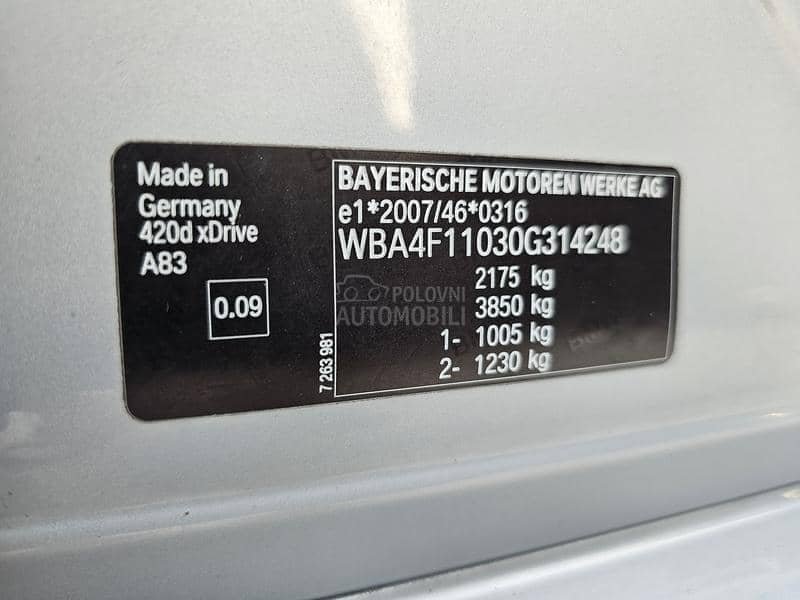 Made in
Germany
420d xDrive
A83
0.09
7 263 981
BAYERISCHE MOTOREN WERKE AG
e1*2007/46*0316
WBA4F11030G314248
2175 kg
3850 kg
1- 1005 kg
2- 1230 kg
POLOVNI
AUTOMOBILI